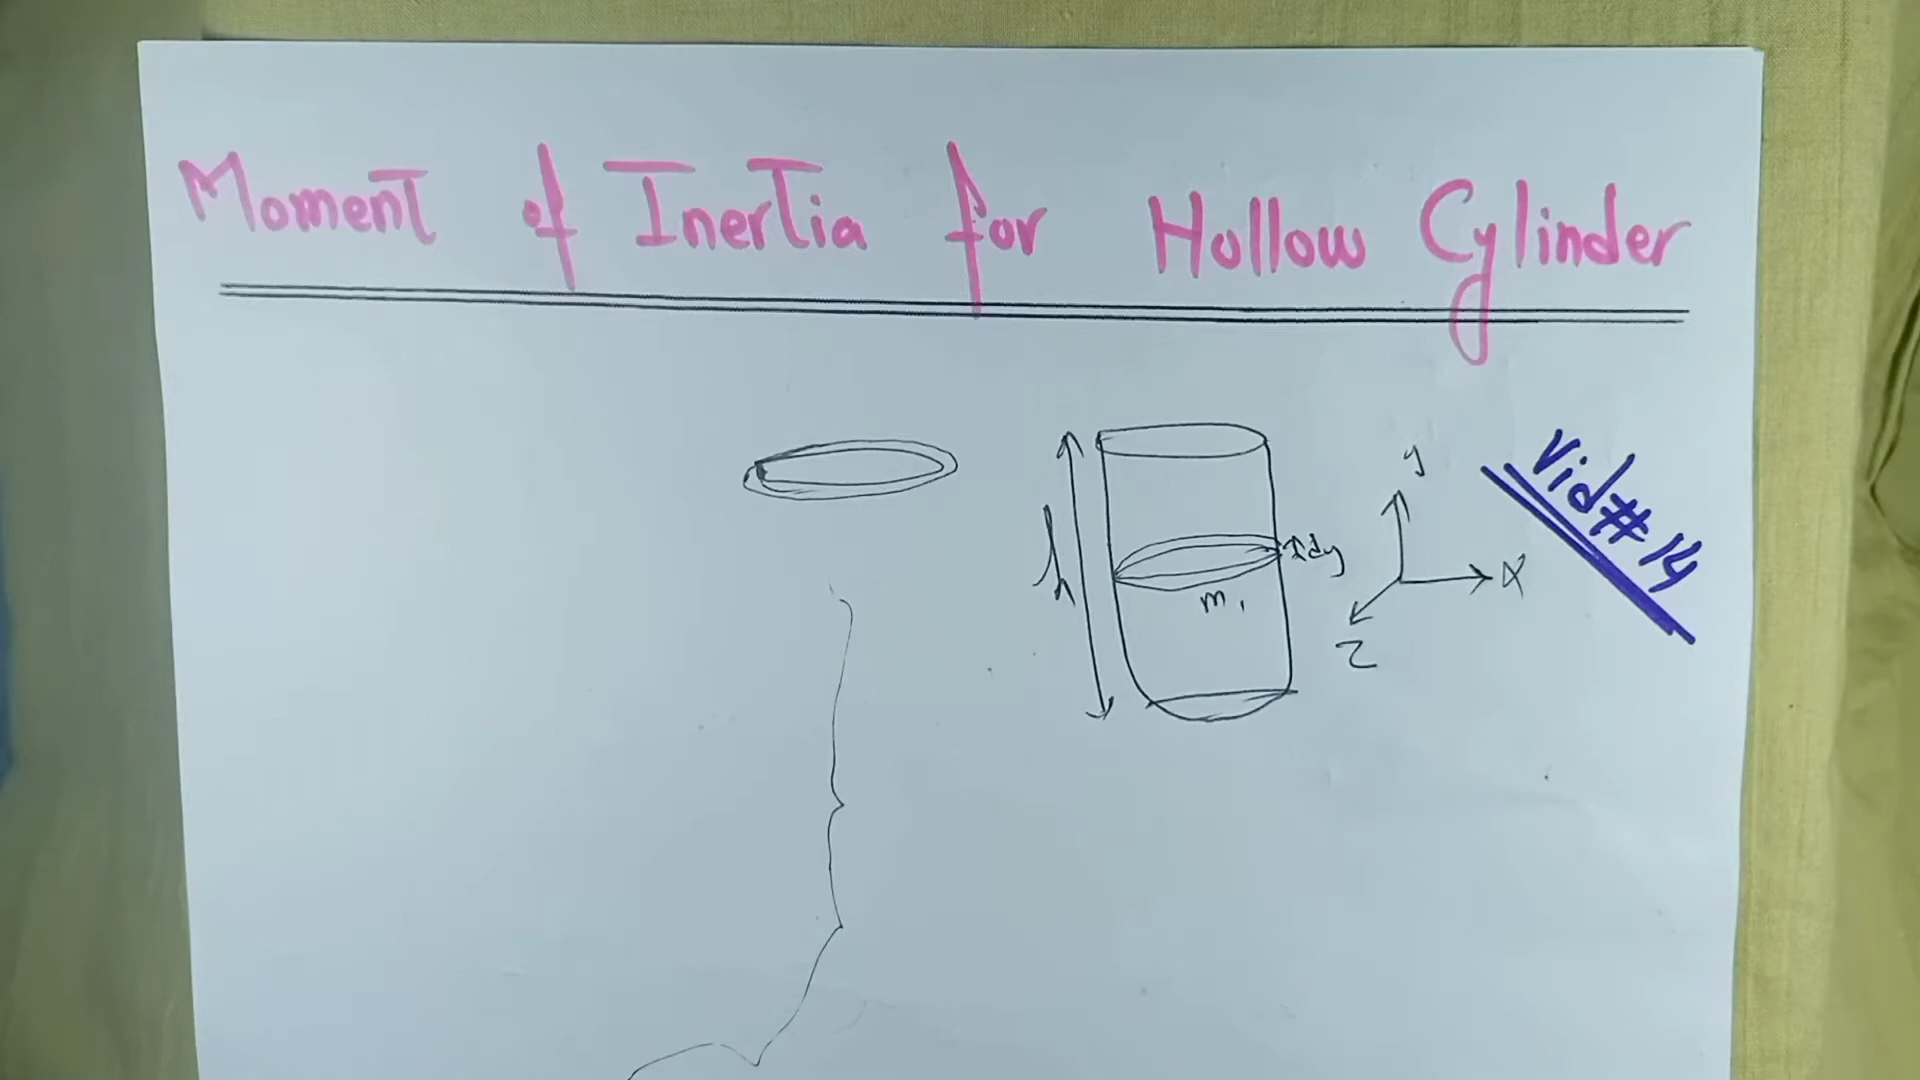 Moment of Inertia for Hollow Cylinder
Vid#14
y
h
dy
x
m,
z